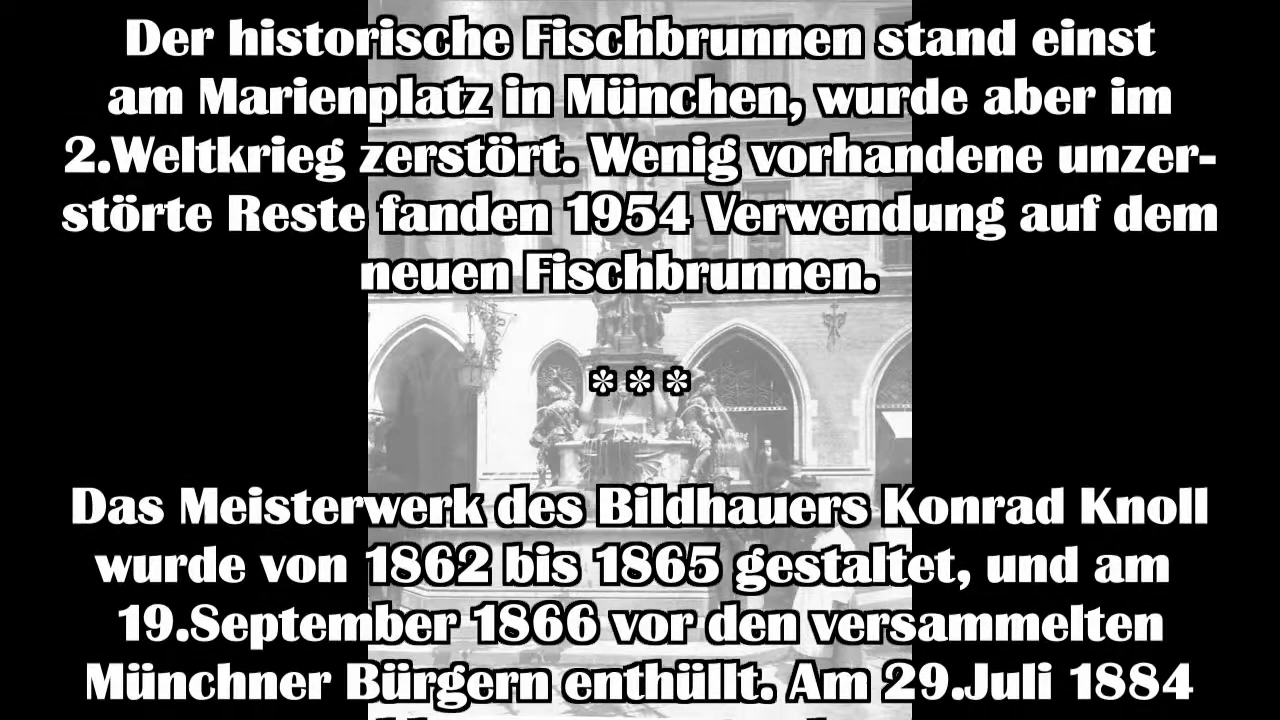 Der historische Fischbrunnen stand einst
am Marienplatz in München, wurde aber im
2.Weltkrieg zerstört. Wenig vorhandene unzer-
störte Reste fanden 1954 Verwendung auf dem
neuen Fischbrunnen.
* * *
Das Meisterwerk des Bildhauers Konrad Knoll
wurde von 1862 bis 1865 gestaltet, und am
19.September 1866 vor den versammelten
Münchner Bürgern enthüllt. Am 29.Juli 1884